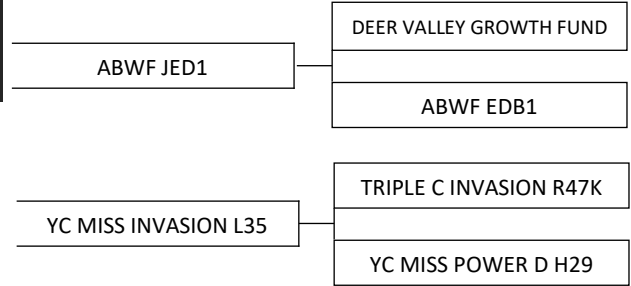 DEER VALLEY GROWTH FUND
ABWF JED1
ABWF EDB1
TRIPLE C INVASION R47K
YC MISS INVASION L35
YC MISS POWER D H29